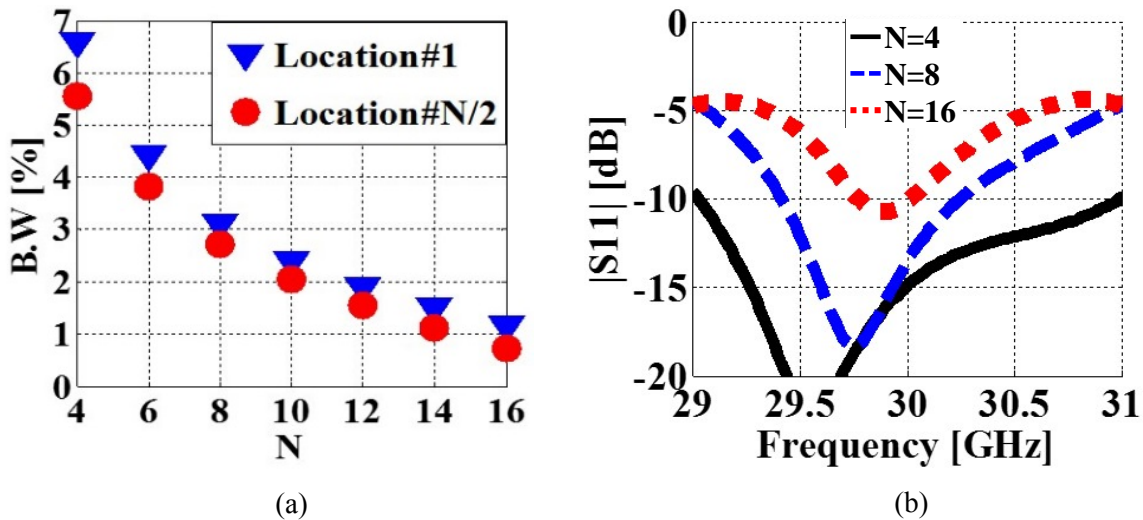 7
6
5
4
3
2
1
0
B.W [%]
Location#1
Location#N/2
4 6 8 10 12 14 16
N
(a)
0
-5
-10
-15
-20
|S11| [dB]
N=4
N=8
N=16
29 29.5 30 30.5 31
Frequency [GHz]
(b)